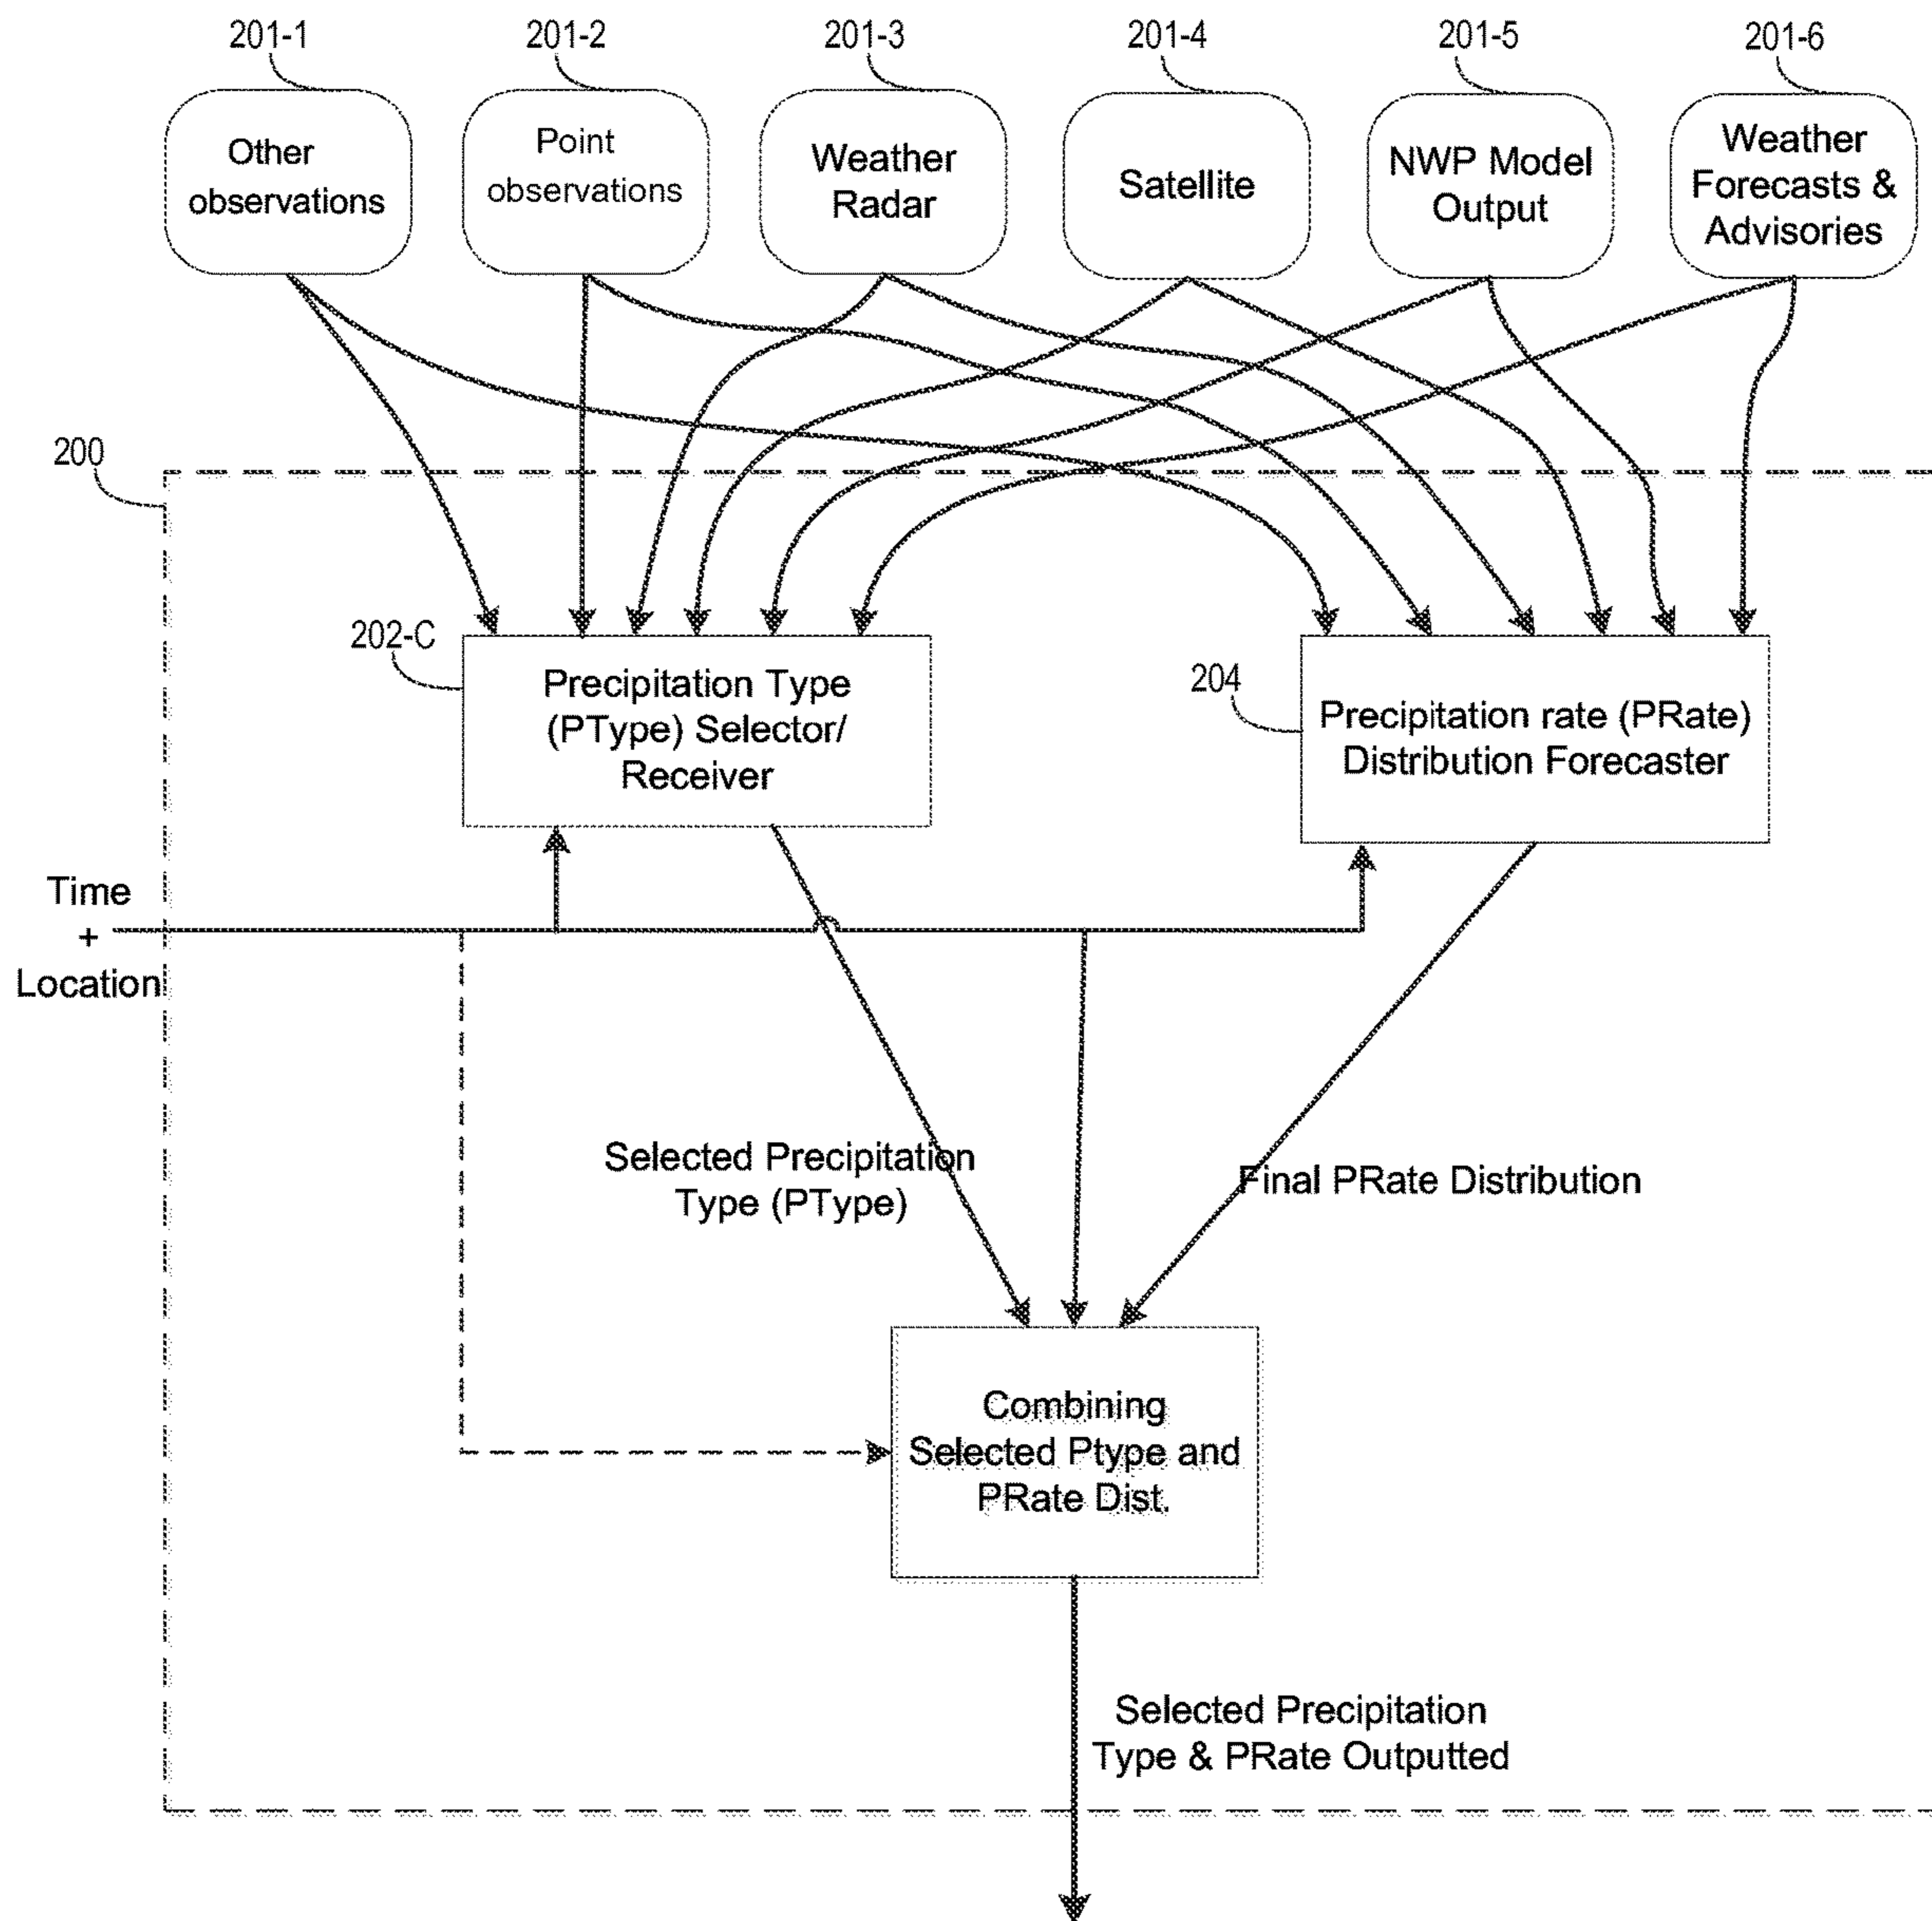 201-1
201-2
201-3
201-4
201-5
201-6
Other
observations
Point
observations
Weather
Radar
Satellite
NWP Model
Output
Weather
Forecasts &
Advisories
200
202-C
Precipitation Type
(PType) Selector/
Receiver
204
Precipitation rate (PRate)
Distribution Forecaster
Time
+
Location
Selected Precipitation
Type (PType)
Final PRate Distribution
Combining
Selected Ptype and
PRate Dist.
Selected Precipitation
Type & PRate Outputted